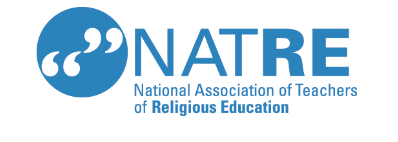 NATRE
National Association of Teachers
of Religious Education